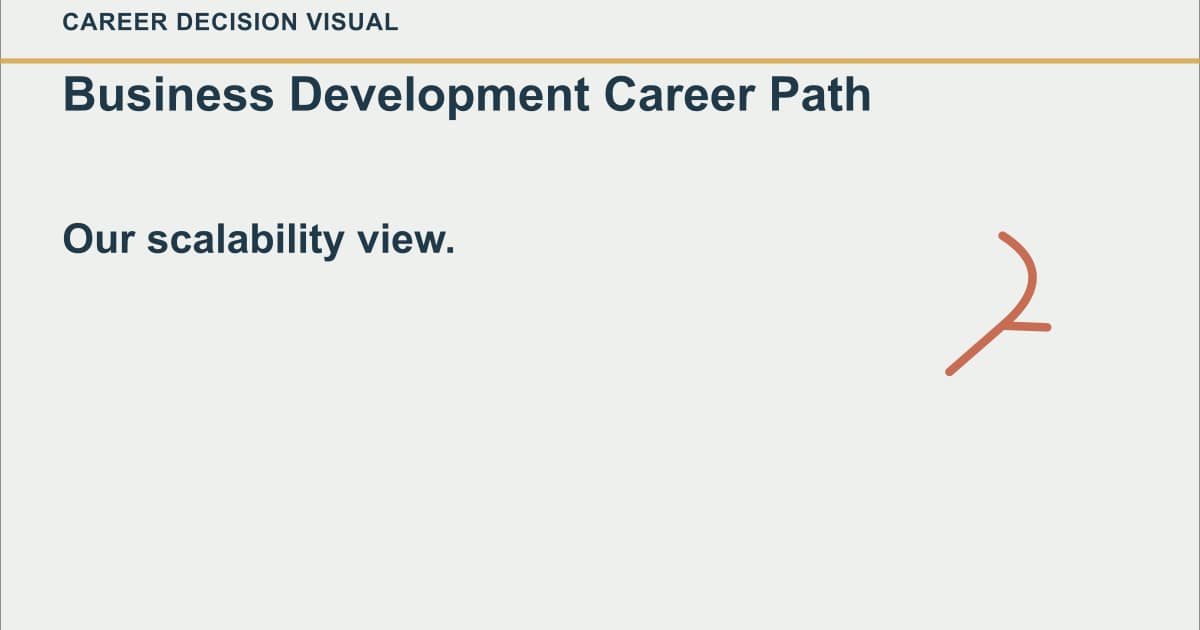 CAREER DECISION VISUAL
Business Development Career Path
Our scalability view.